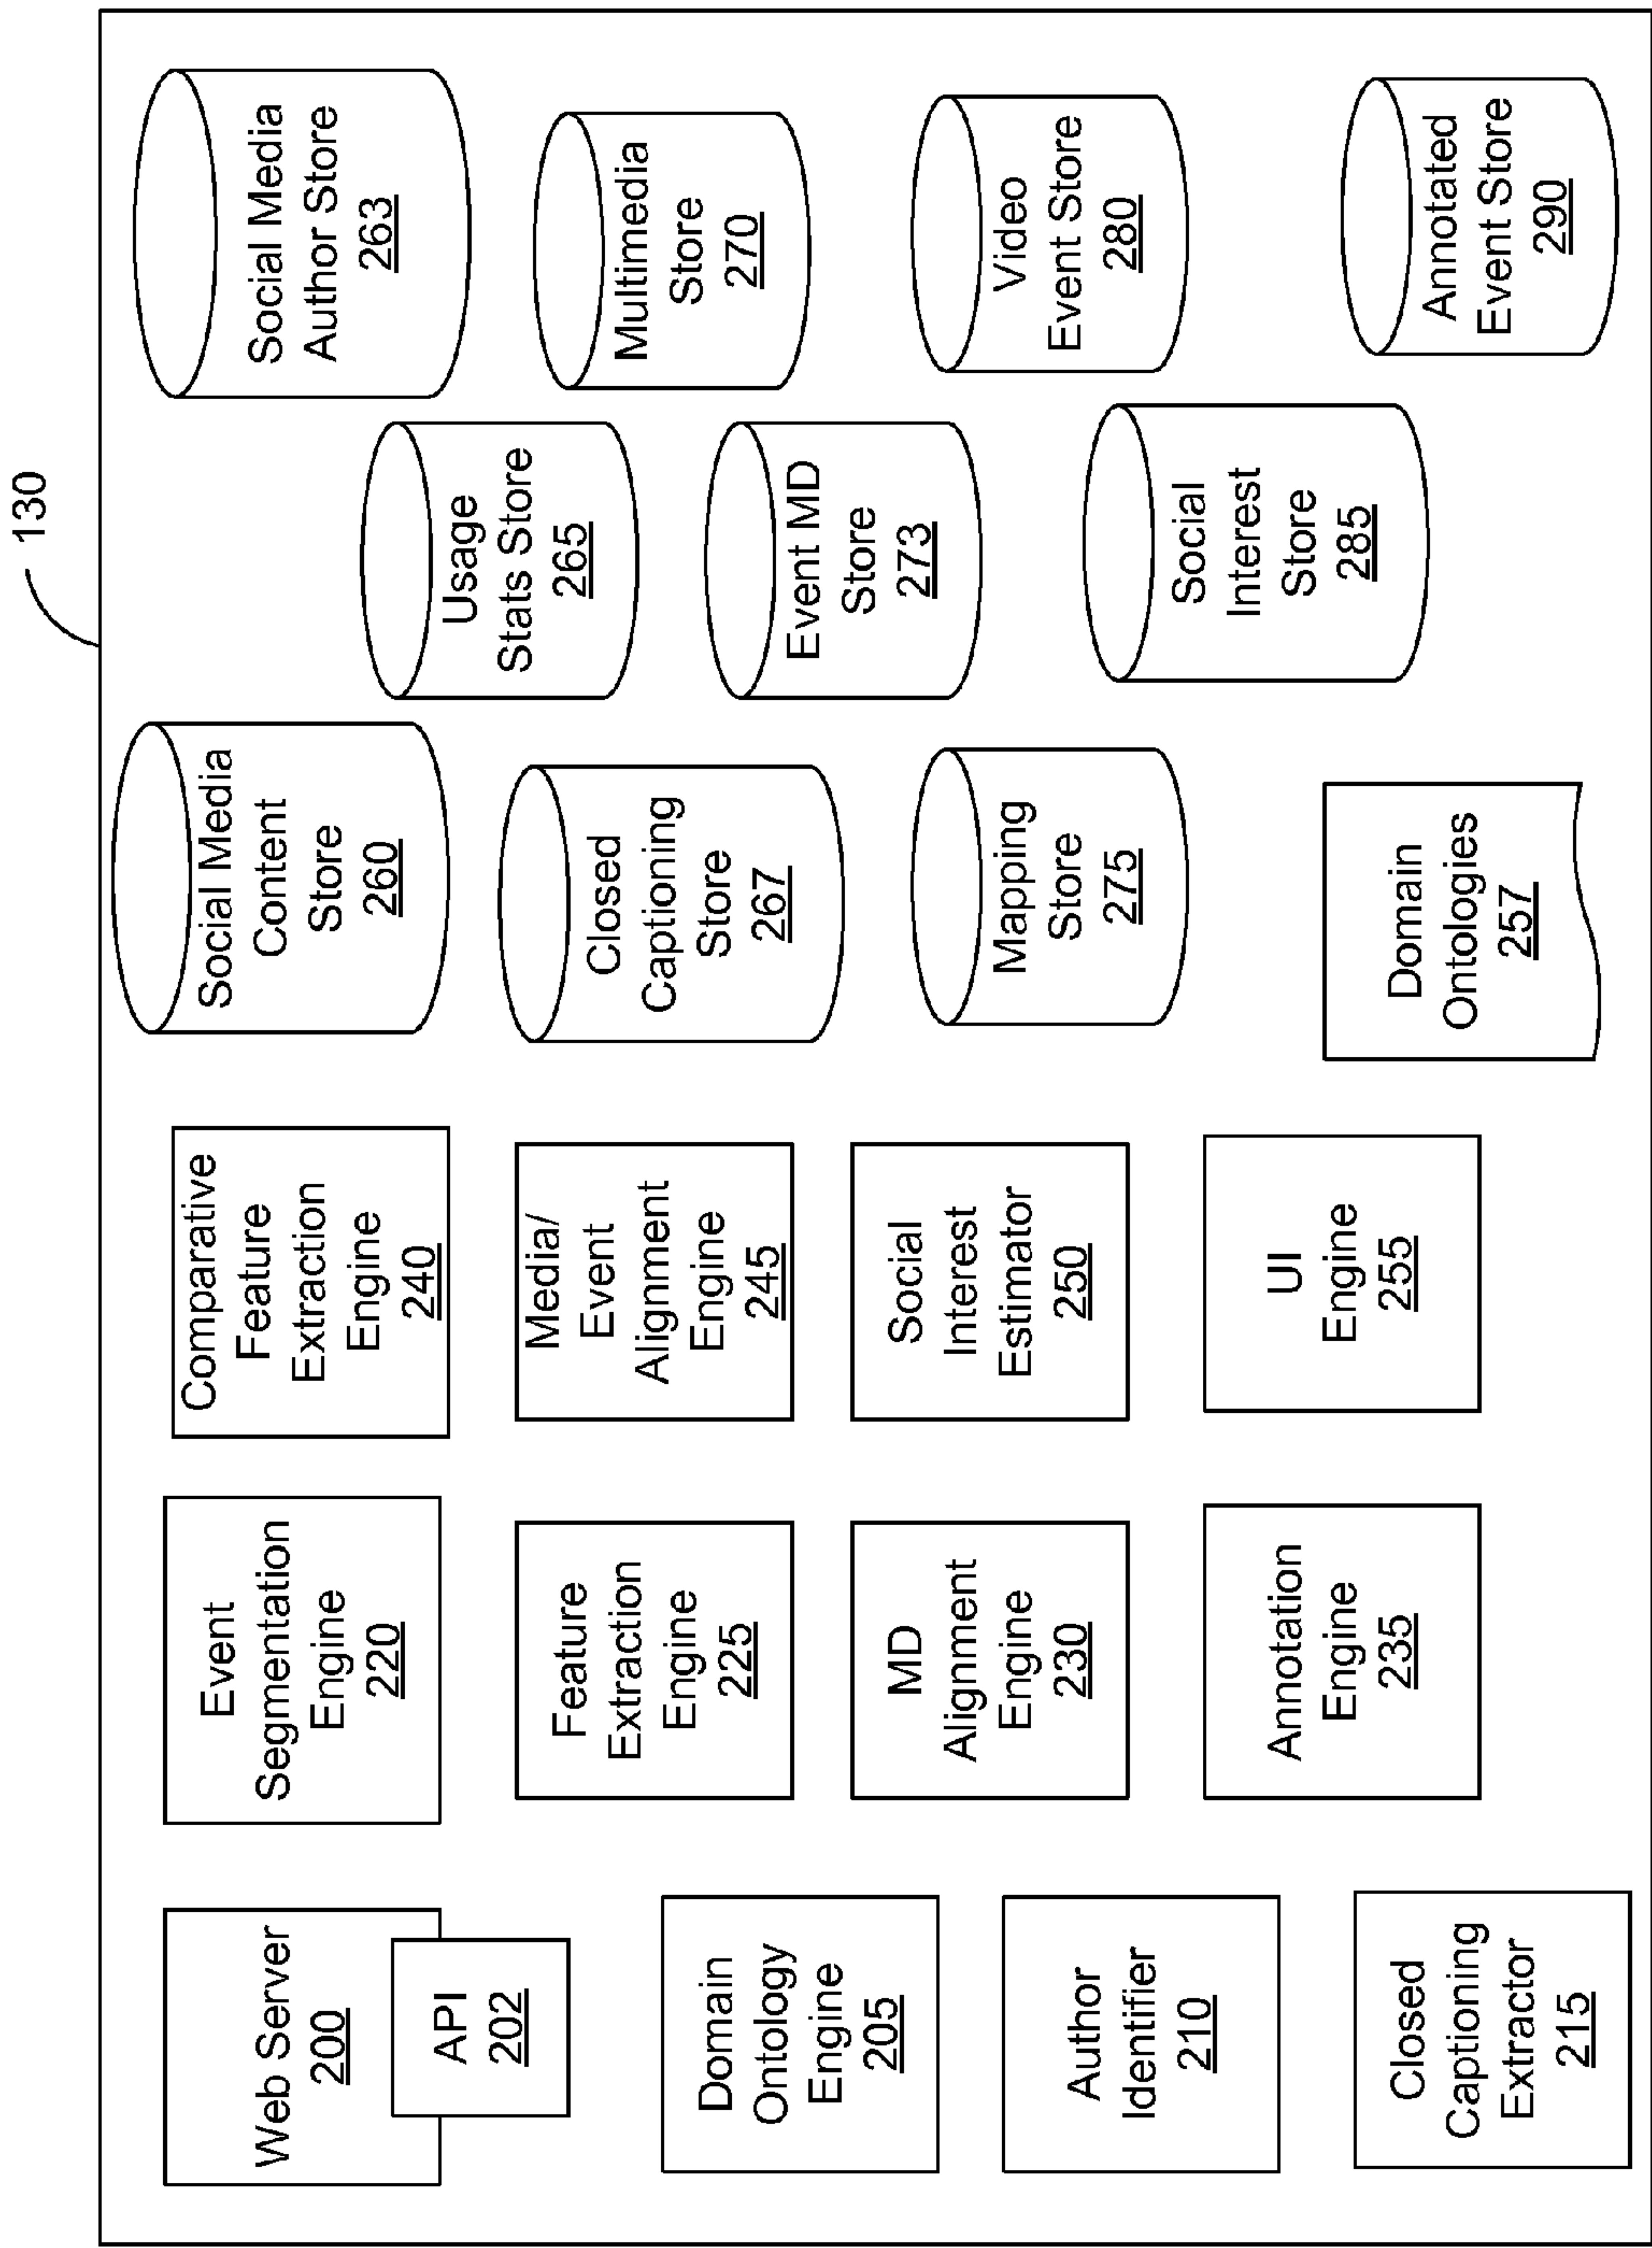 130
Web Server
200
API
202
Domain
Ontology
Engine
205
Author
Identifier
210
Closed
Captioning
Extractor
215
Event
Segmentation
Engine
220
Feature
Extraction
Engine
225
MD
Alignment
Engine
230
Annotation
Engine
235
Comparative
Feature
Extraction
Engine
240
Media/
Event
Alignment
Engine
245
Social
Interest
Estimator
250
UI
Engine
255
Social Media
Content
Store
260
Closed
Captioning
Store
267
Mapping
Store
275
Domain
Ontologies
257
Usage
Stats Store
265
Event MD
Store
273
Social
Interest
Store
285
Social Media
Author Store
263
Multimedia
Store
270
Video
Event Store
280
Annotated
Event Store
290